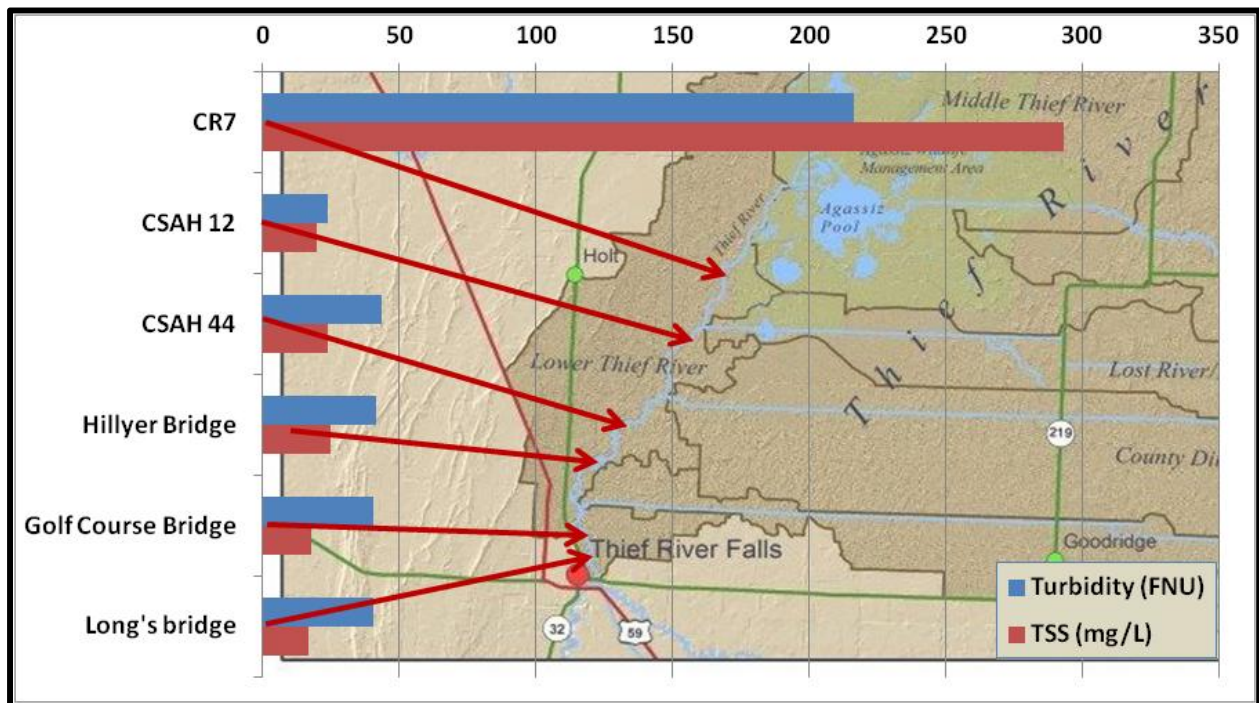 0 50 100 150 200 250 300 350
CR7
CSAH 12
CSAH 44
Hillyer Bridge
Golf Course Bridge
Long's bridge
Middle Thief River
Management Area
Agassiz
Pool
Thief River
Thief River
Holt
Lower Thief River
Lost River/
219
County Di
Thief River Falls
Goodridge
32
59
Turbidity (FNU)
TSS (mg/L)